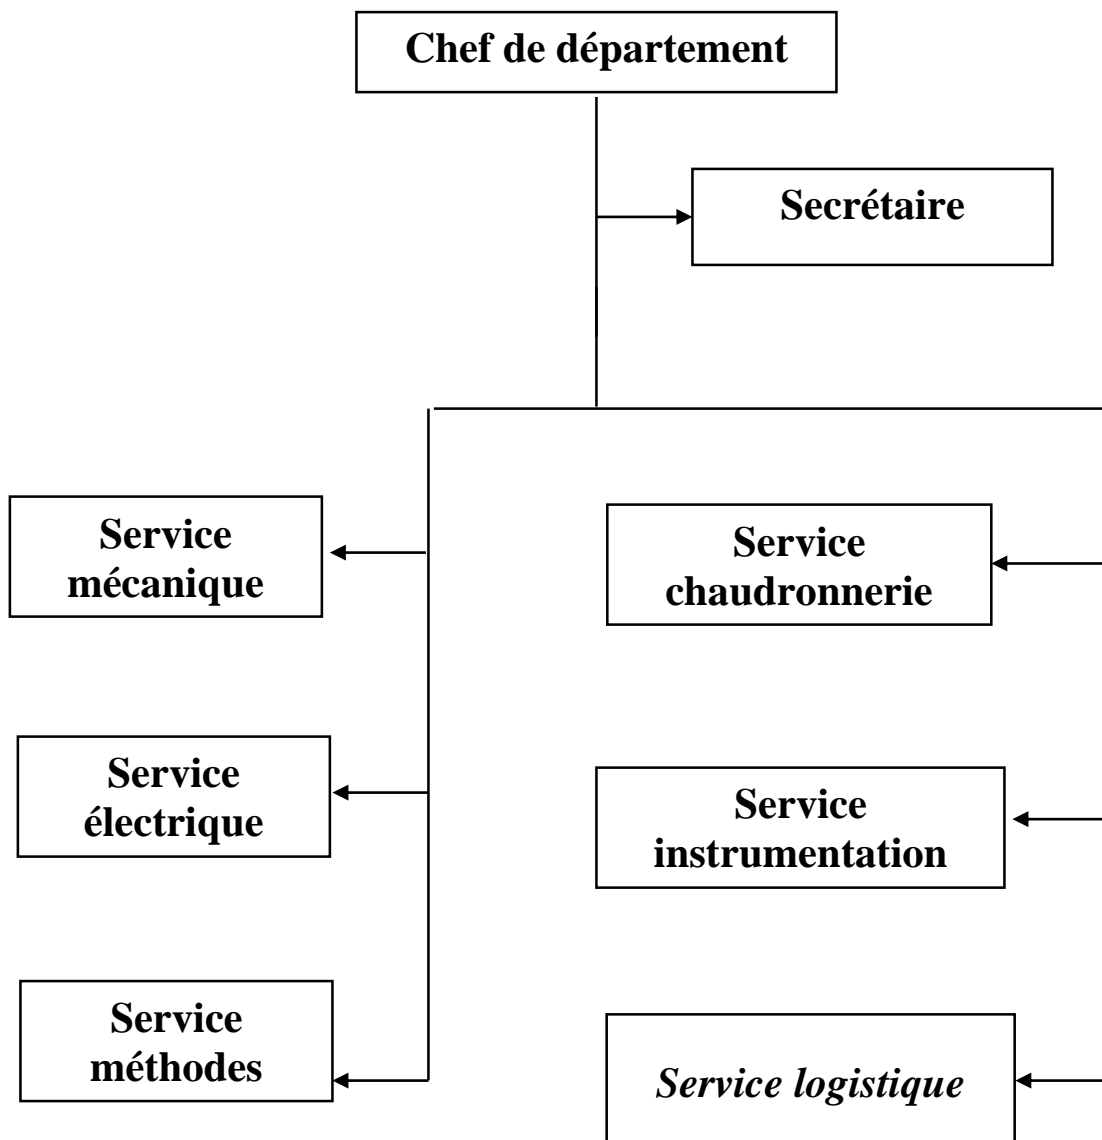 Chef de département
Secrétaire
Service
mécanique
Service
chaudronnerie
Service
électrique
Service
instrumentation
Service
méthodes
Service logistique